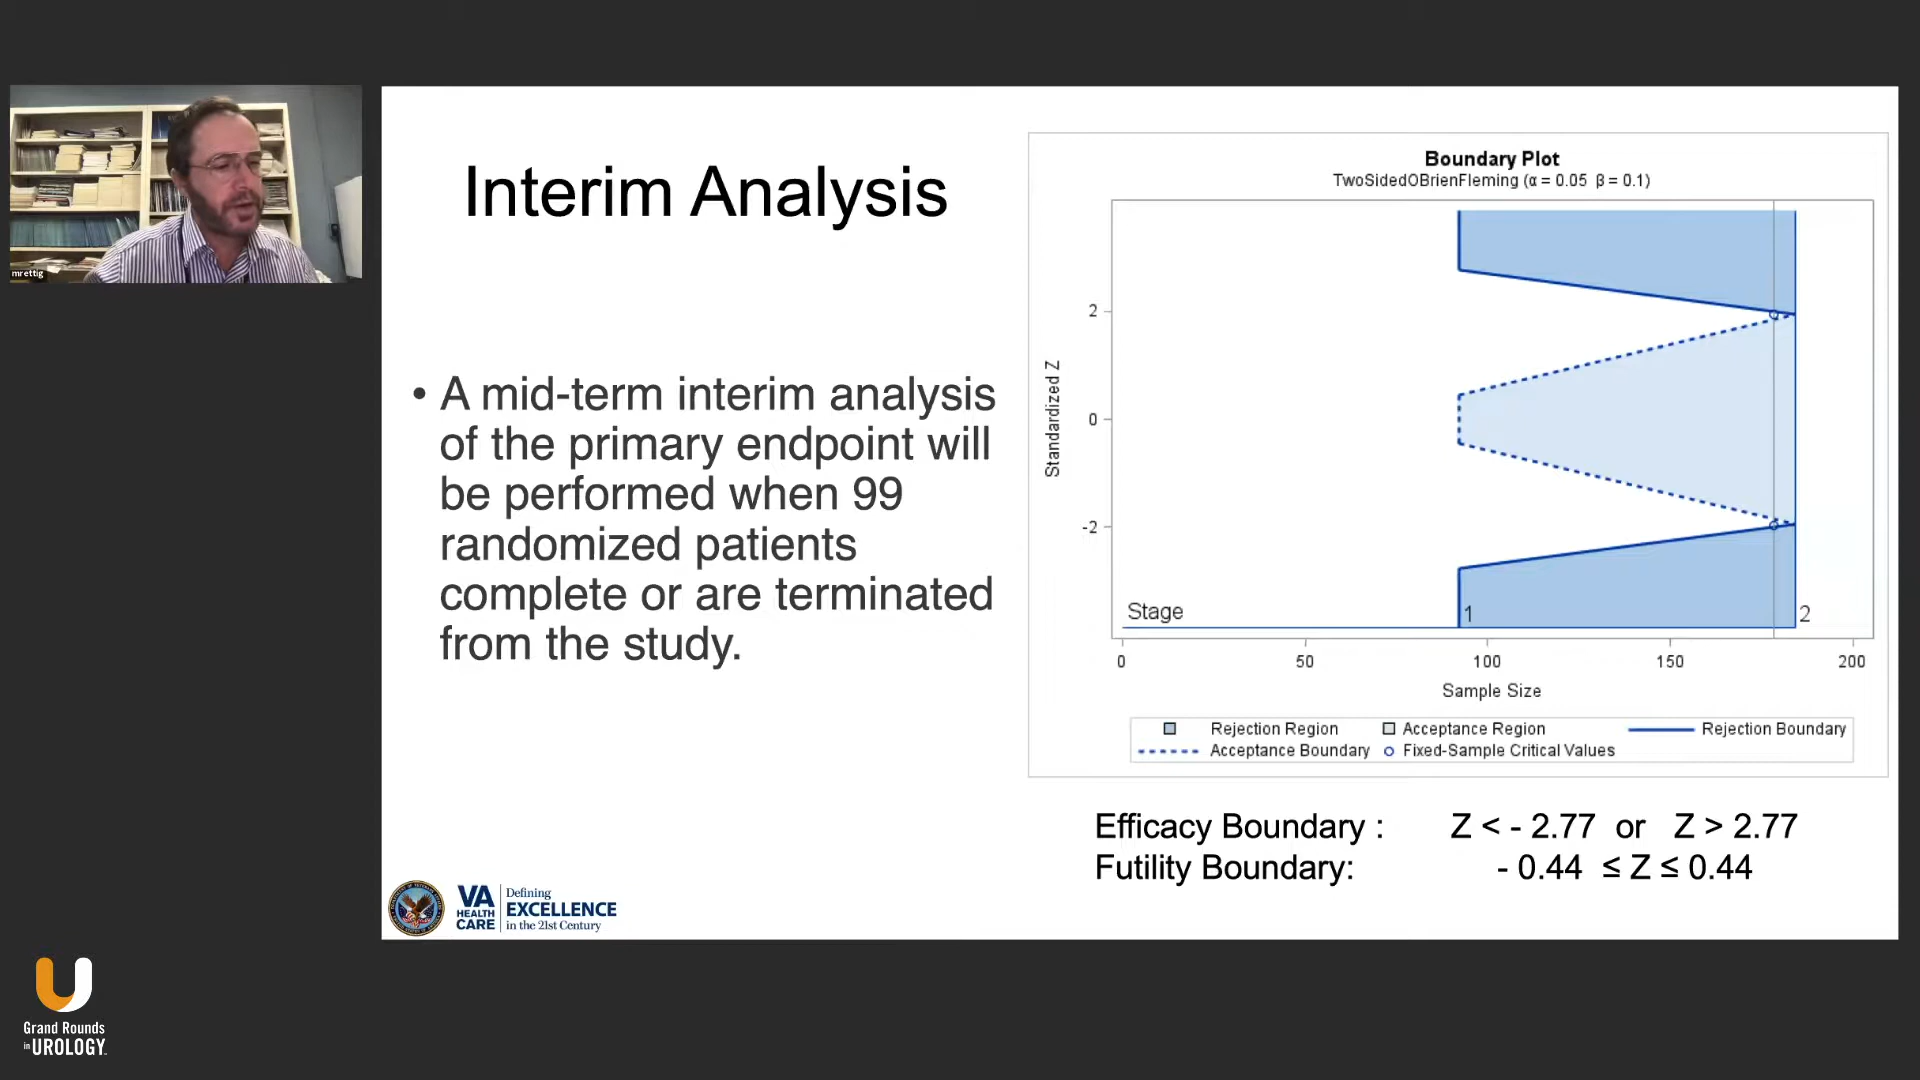 mrettig
Interim Analysis
• A mid-term interim analysis
of the primary endpoint will
be performed when 99
randomized patients
complete or are terminated
from the study.
Boundary Plot
TwoSidedOBrienFleming (α = 0.05 β = 0.1)
Standardized Z
2
0
-2
Stage
1
2
0 50 100 150 200
Sample Size
Rejection Region Acceptance Region Rejection Boundary
Acceptance Boundary Fixed-Sample Critical Values
Efficacy Boundary : Z < - 2.77 or Z > 2.77
Futility Boundary: - 0.44 ≤ Z ≤ 0.44
VA
HEALTH
CARE
Defining
EXCELLENCE
in the 21st Century
Grand Rounds
in UROLOGY